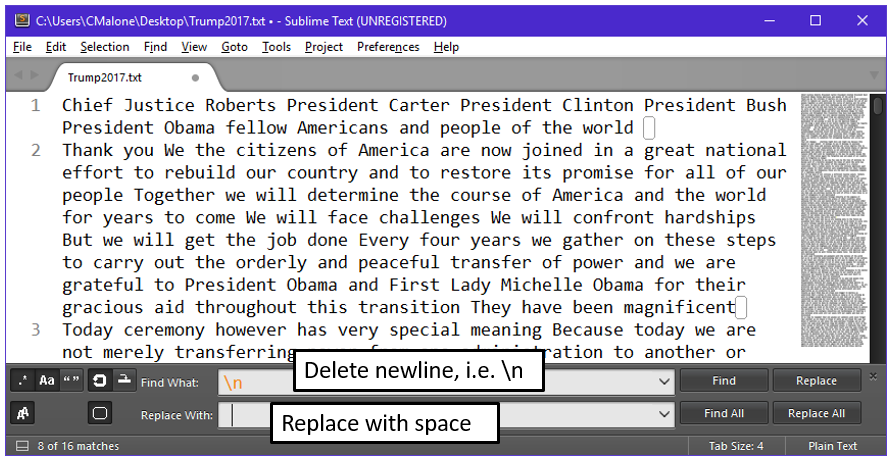 C:\Users\CMalone\Desktop\Trump2017.txt • - Sublime Text (UNREGISTERED)
File Edit Selection Find View Goto Tools Project Preferences Help
Trump2017.txt
1 Chief Justice Roberts President Carter President Clinton President Bush
President Obama fellow Americans and people of the world
2 Thank you We the citizens of America are now joined in a great national
effort to rebuild our country and to restore its promise for all of our
people Together we will determine the course of America and the world
for years to come We will face challenges We will confront hardships
But we will get the job done Every four years we gather on these steps
to carry out the orderly and peaceful transfer of power and we are
grateful to President Obama and First Lady Michelle Obama for their
gracious aid throughout this transition They have been magnificent
3 Today ceremony however has very special meaning Because today we are
not merely transferring to another or
Delete newline, i.e. \n
.* Aa “” Find What: \n Find Replace
Replace With: Find All Replace All
Replace with space
8 of 16 matches Tab Size: 4 Plain Text